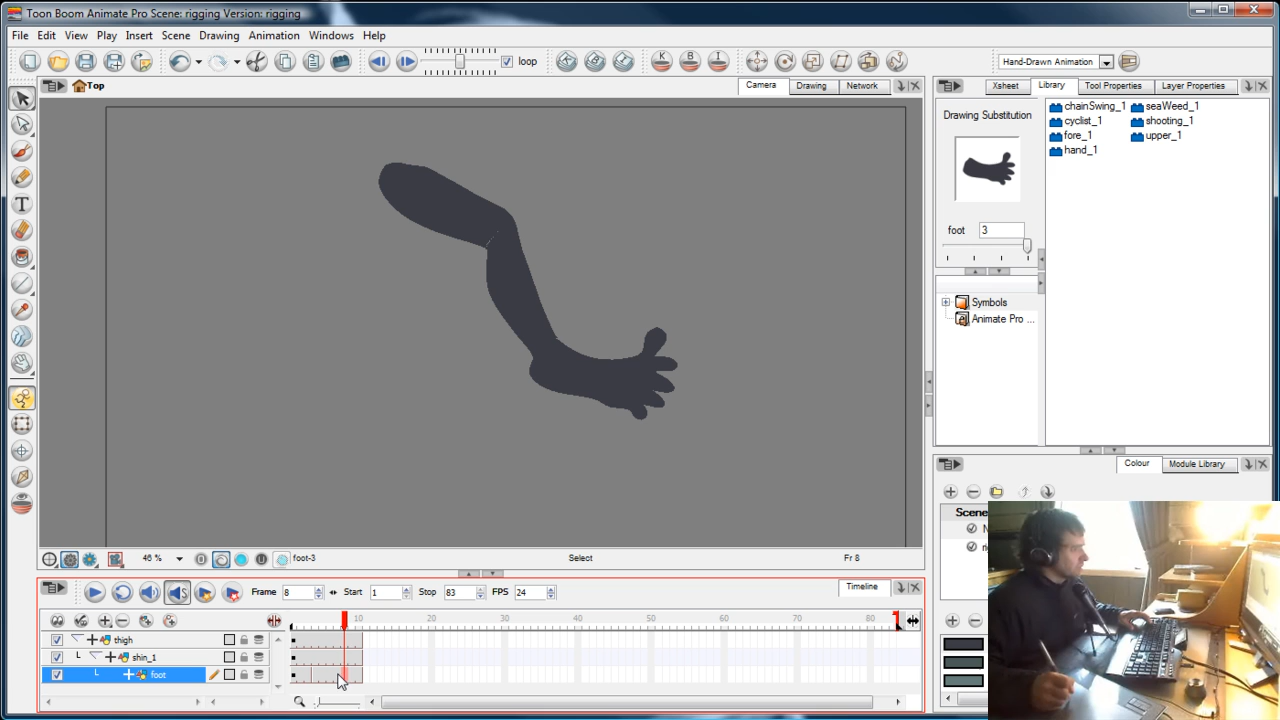 Toon Boom Animate Pro Scene: rigging Version: rigging
File Edit View Play Insert Scene Drawing Animation Windows Help
loop
K B I
Hand-Drawn Animation
Top
Camera Drawing Network
Xsheet Library Tool Properties Layer Properties
Drawing Substitution
foot 3
chainSwing_1 seaWeed_1
cyclist_1 shooting_1
fore_1 upper_1
hand_1
Symbols
Animate Pro ...
Colour Module Library
Scene
46 % foot-3 Select Fr 8
Timeline
Frame 8 Start 1 Stop 83 FPS 24
10 20 30 40 50 60 70 80
thigh
shin_1
foot